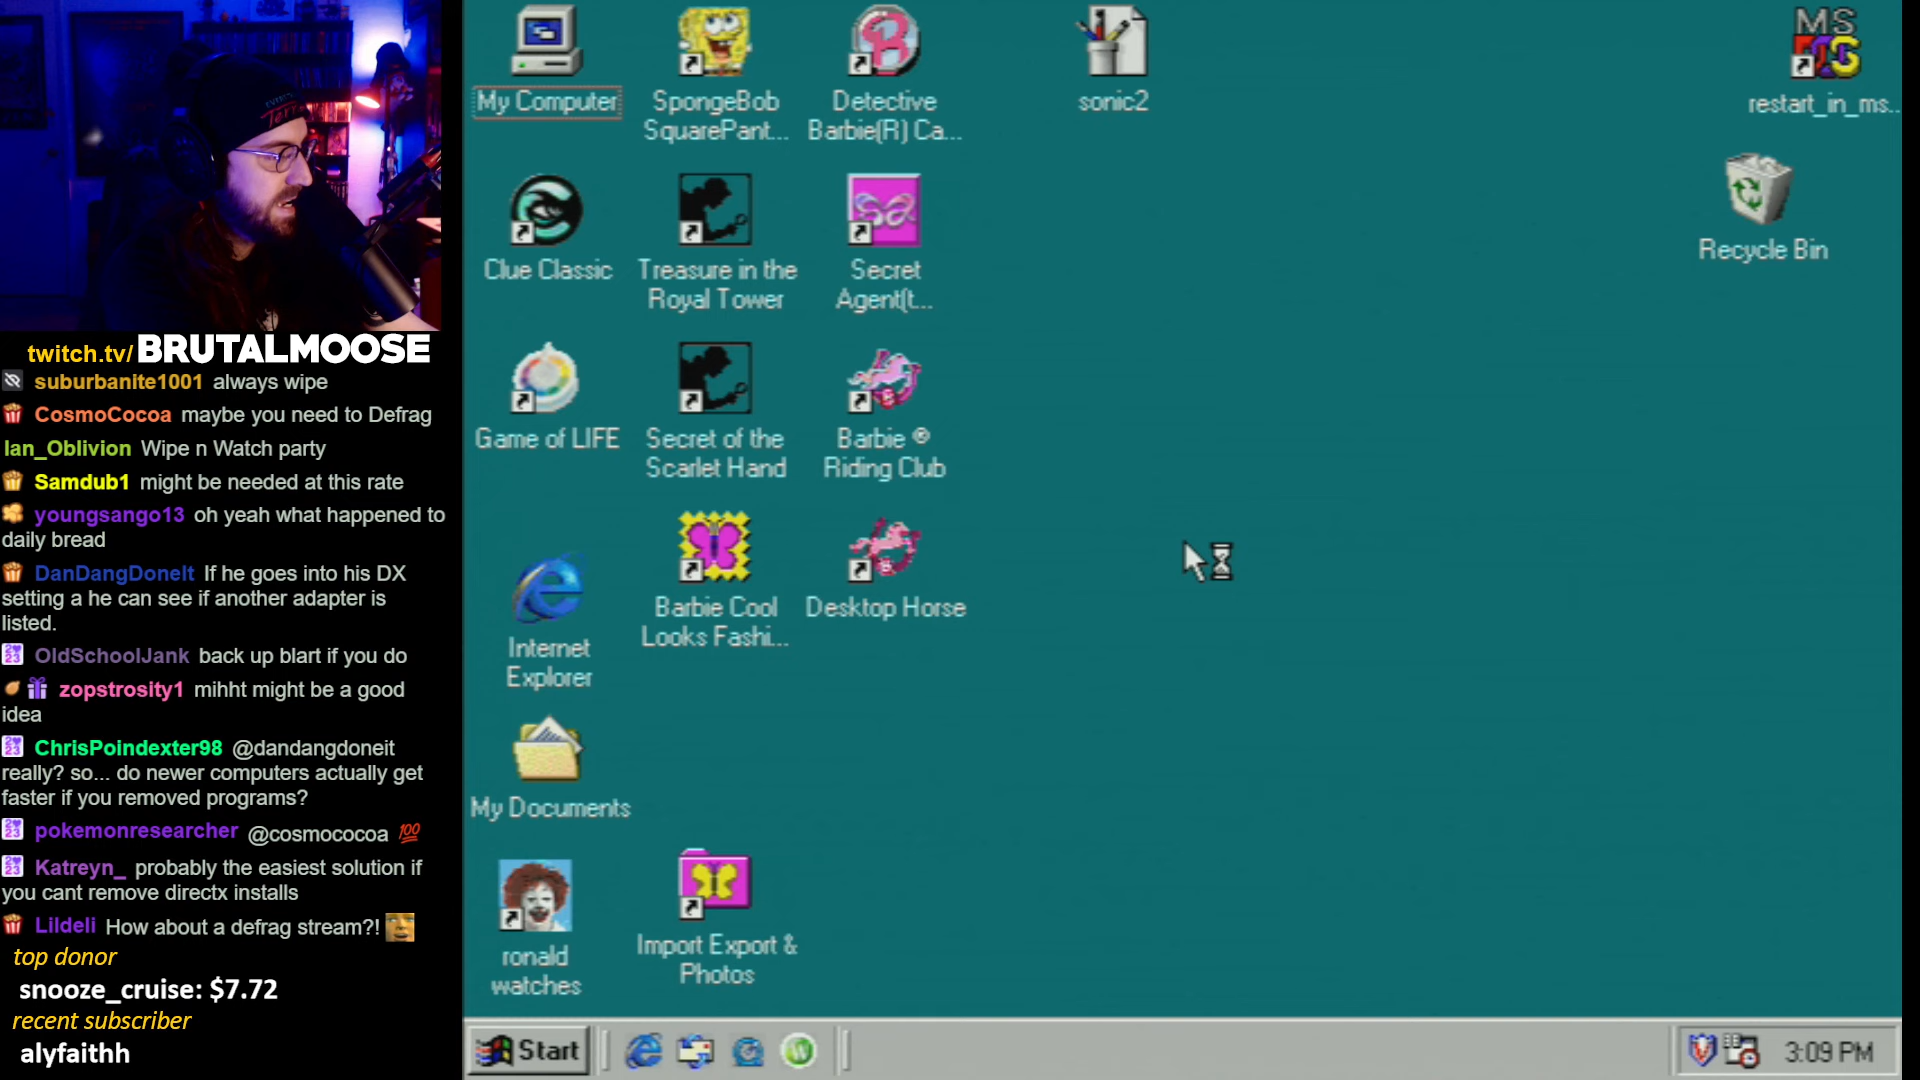 My Computer
SpongeBob
SquarePant...
Detective
Barbie(R) Ca...
sonic2
MS
restart_in_ms...
Recycle Bin
Clue Classic
Treasure in the
Royal Tower
Secret
Agent(t...
Game of LIFE
Secret of the
Scarlet Hand
Barbie ®
Riding Club
Internet
Explorer
Barbie Cool
Looks Fashi...
Desktop Horse
My Documents
ronald
watches
Import Export &
Photos
Start
3:09 PM
twitch.tv/BRUTALMOOSE
suburbanite1001 always wipe
CosmoCocoa maybe you need to Defrag
Ian_Oblivion Wipe n Watch party
Samdub1 might be needed at this rate
youngsango13 oh yeah what happened to
daily bread
DanDangDoneIt If he goes into his DX
setting a he can see if another adapter is
listed.
OldSchoolJank back up blart if you do
zopstrosity1 mihht might be a good
idea
ChrisPoindexter98 @dandangdoneit
really? so... do newer computers actually get
faster if you removed programs?
pokemonresearcher @cosmococoa 💯
Katreyn_ probably the easiest solution if
you cant remove directx installs
Lildeli How about a defrag stream?!
top donor
snooze_cruise: $7.72
recent subscriber
alyfaithh